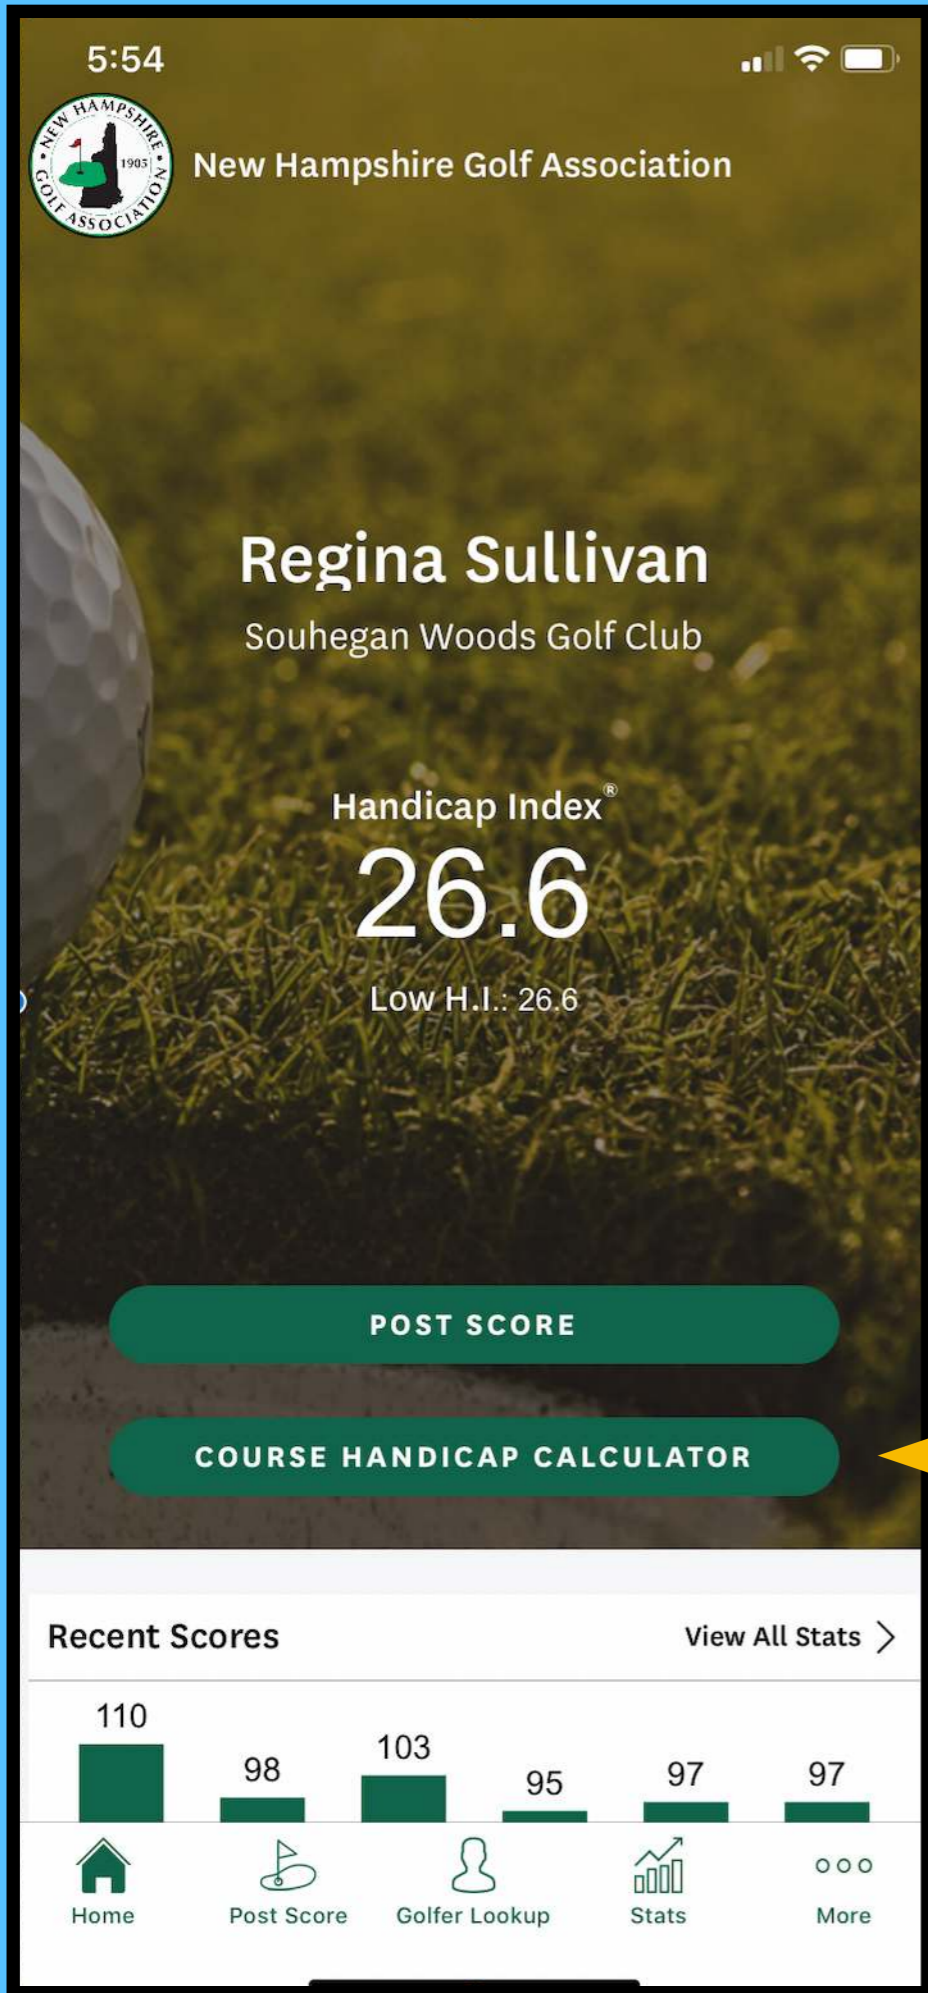 5:54
NEW HAMPSHIRE
1905
GOLF ASSOCIATION
New Hampshire Golf Association
Regina Sullivan
Souhegan Woods Golf Club
Handicap Index®
26.6
Low H.I.: 26.6
POST SCORE
COURSE HANDICAP CALCULATOR
Recent Scores View All Stats
110 98 103 95 97 97
Home Post Score Golfer Lookup Stats More